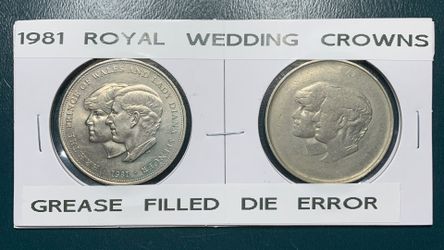 1981 ROYAL WEDDING CROWNS
PRINCE OF WALES AND LADY DIANA SPENCER
1981
GREASE FILLED DIE ERROR